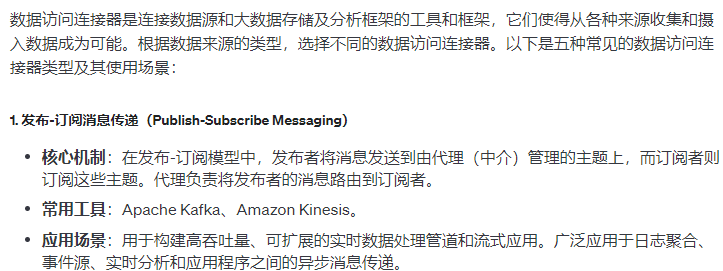 数据访问连接器是连接数据源和大数据存储及分析框架的工具和框架，它们使得从各种来源收集和摄
入数据成为可能。根据数据来源的类型，选择不同的数据访问连接器。以下是五种常见的数据访问连
接器类型及其使用场景：
1. 发布-订阅消息传递（Publish-Subscribe Messaging）
• 核心机制：在发布-订阅模型中，发布者将消息发送到由代理（中介）管理的主题上，而订阅者则
订阅这些主题。代理负责将发布者的消息路由到订阅者。
• 常用工具：Apache Kafka、Amazon Kinesis。
• 应用场景：用于构建高吞吐量、可扩展的实时数据处理管道和流式应用。广泛应用于日志聚合、
事件源、实时分析和应用程序之间的异步消息传递。